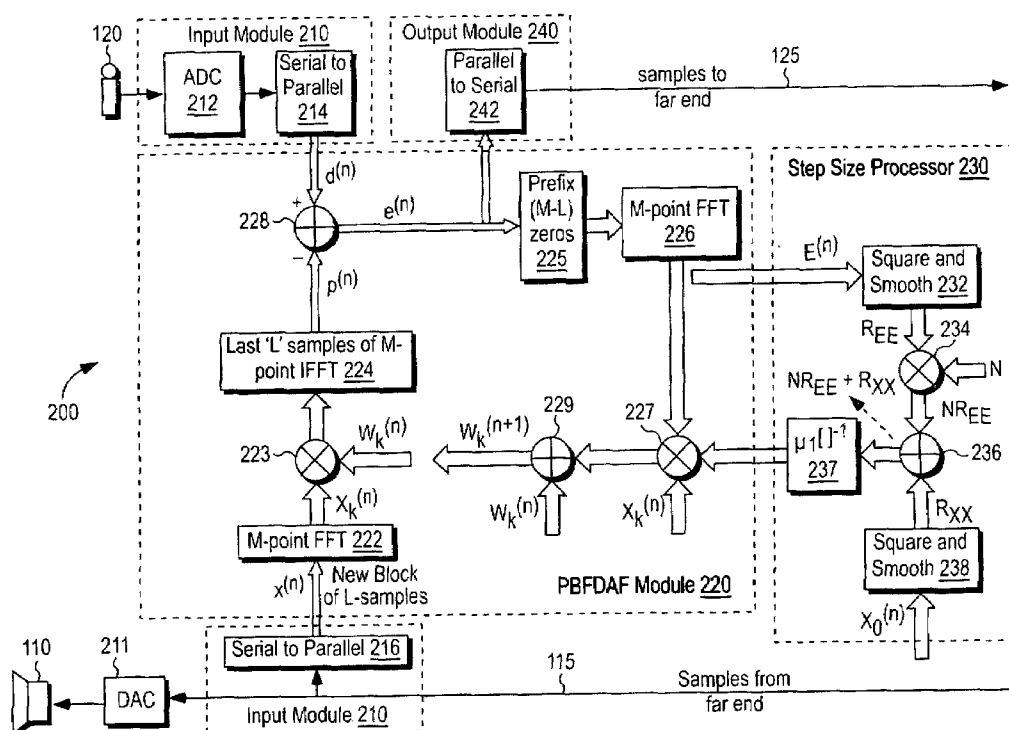 120
Input Module 210
ADC
212
Serial to
Parallel
214
Output Module 240
Parallel
to Serial
242
125
samples to
far end
d(n)
+
228
−
e(n)
p(n)
Prefix
(M-L)
zeros
225
M-point FFT
226
Step Size Processor 230
E(n)
Square and
Smooth 232
REE
234
N
NREE + RXX
NREE
236
μ1[ ]-1
237
RXX
Square and
Smooth 238
X0(n)
200
Last 'L' samples of M-
point IFFT 224
223
Wk(n)
Wk(n+1)
229
227
Wk(n)
Xk(n)
Xk(n)
M-point FFT 222
x(n)
New Block
of L-samples
PBFDAF Module 220
110
211
DAC
Serial to Parallel 216
Input Module 210
115
Samples from
far end